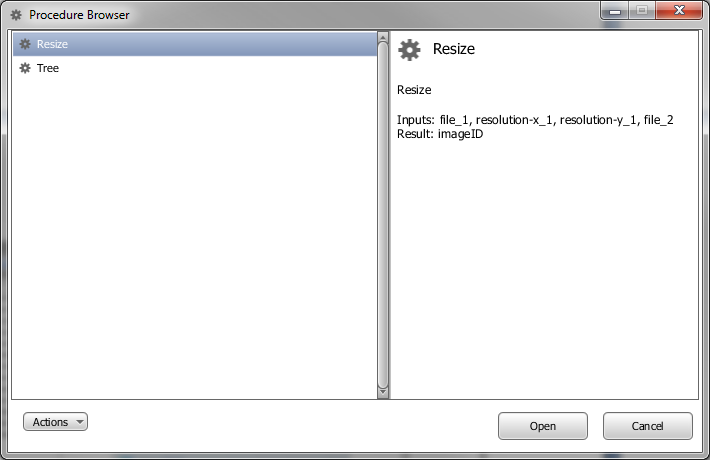 Procedure Browser
Resize
Tree
Resize
Resize
Inputs: file_1, resolution-x_1, resolution-y_1, file_2
Result: imageID
Actions
Open
Cancel